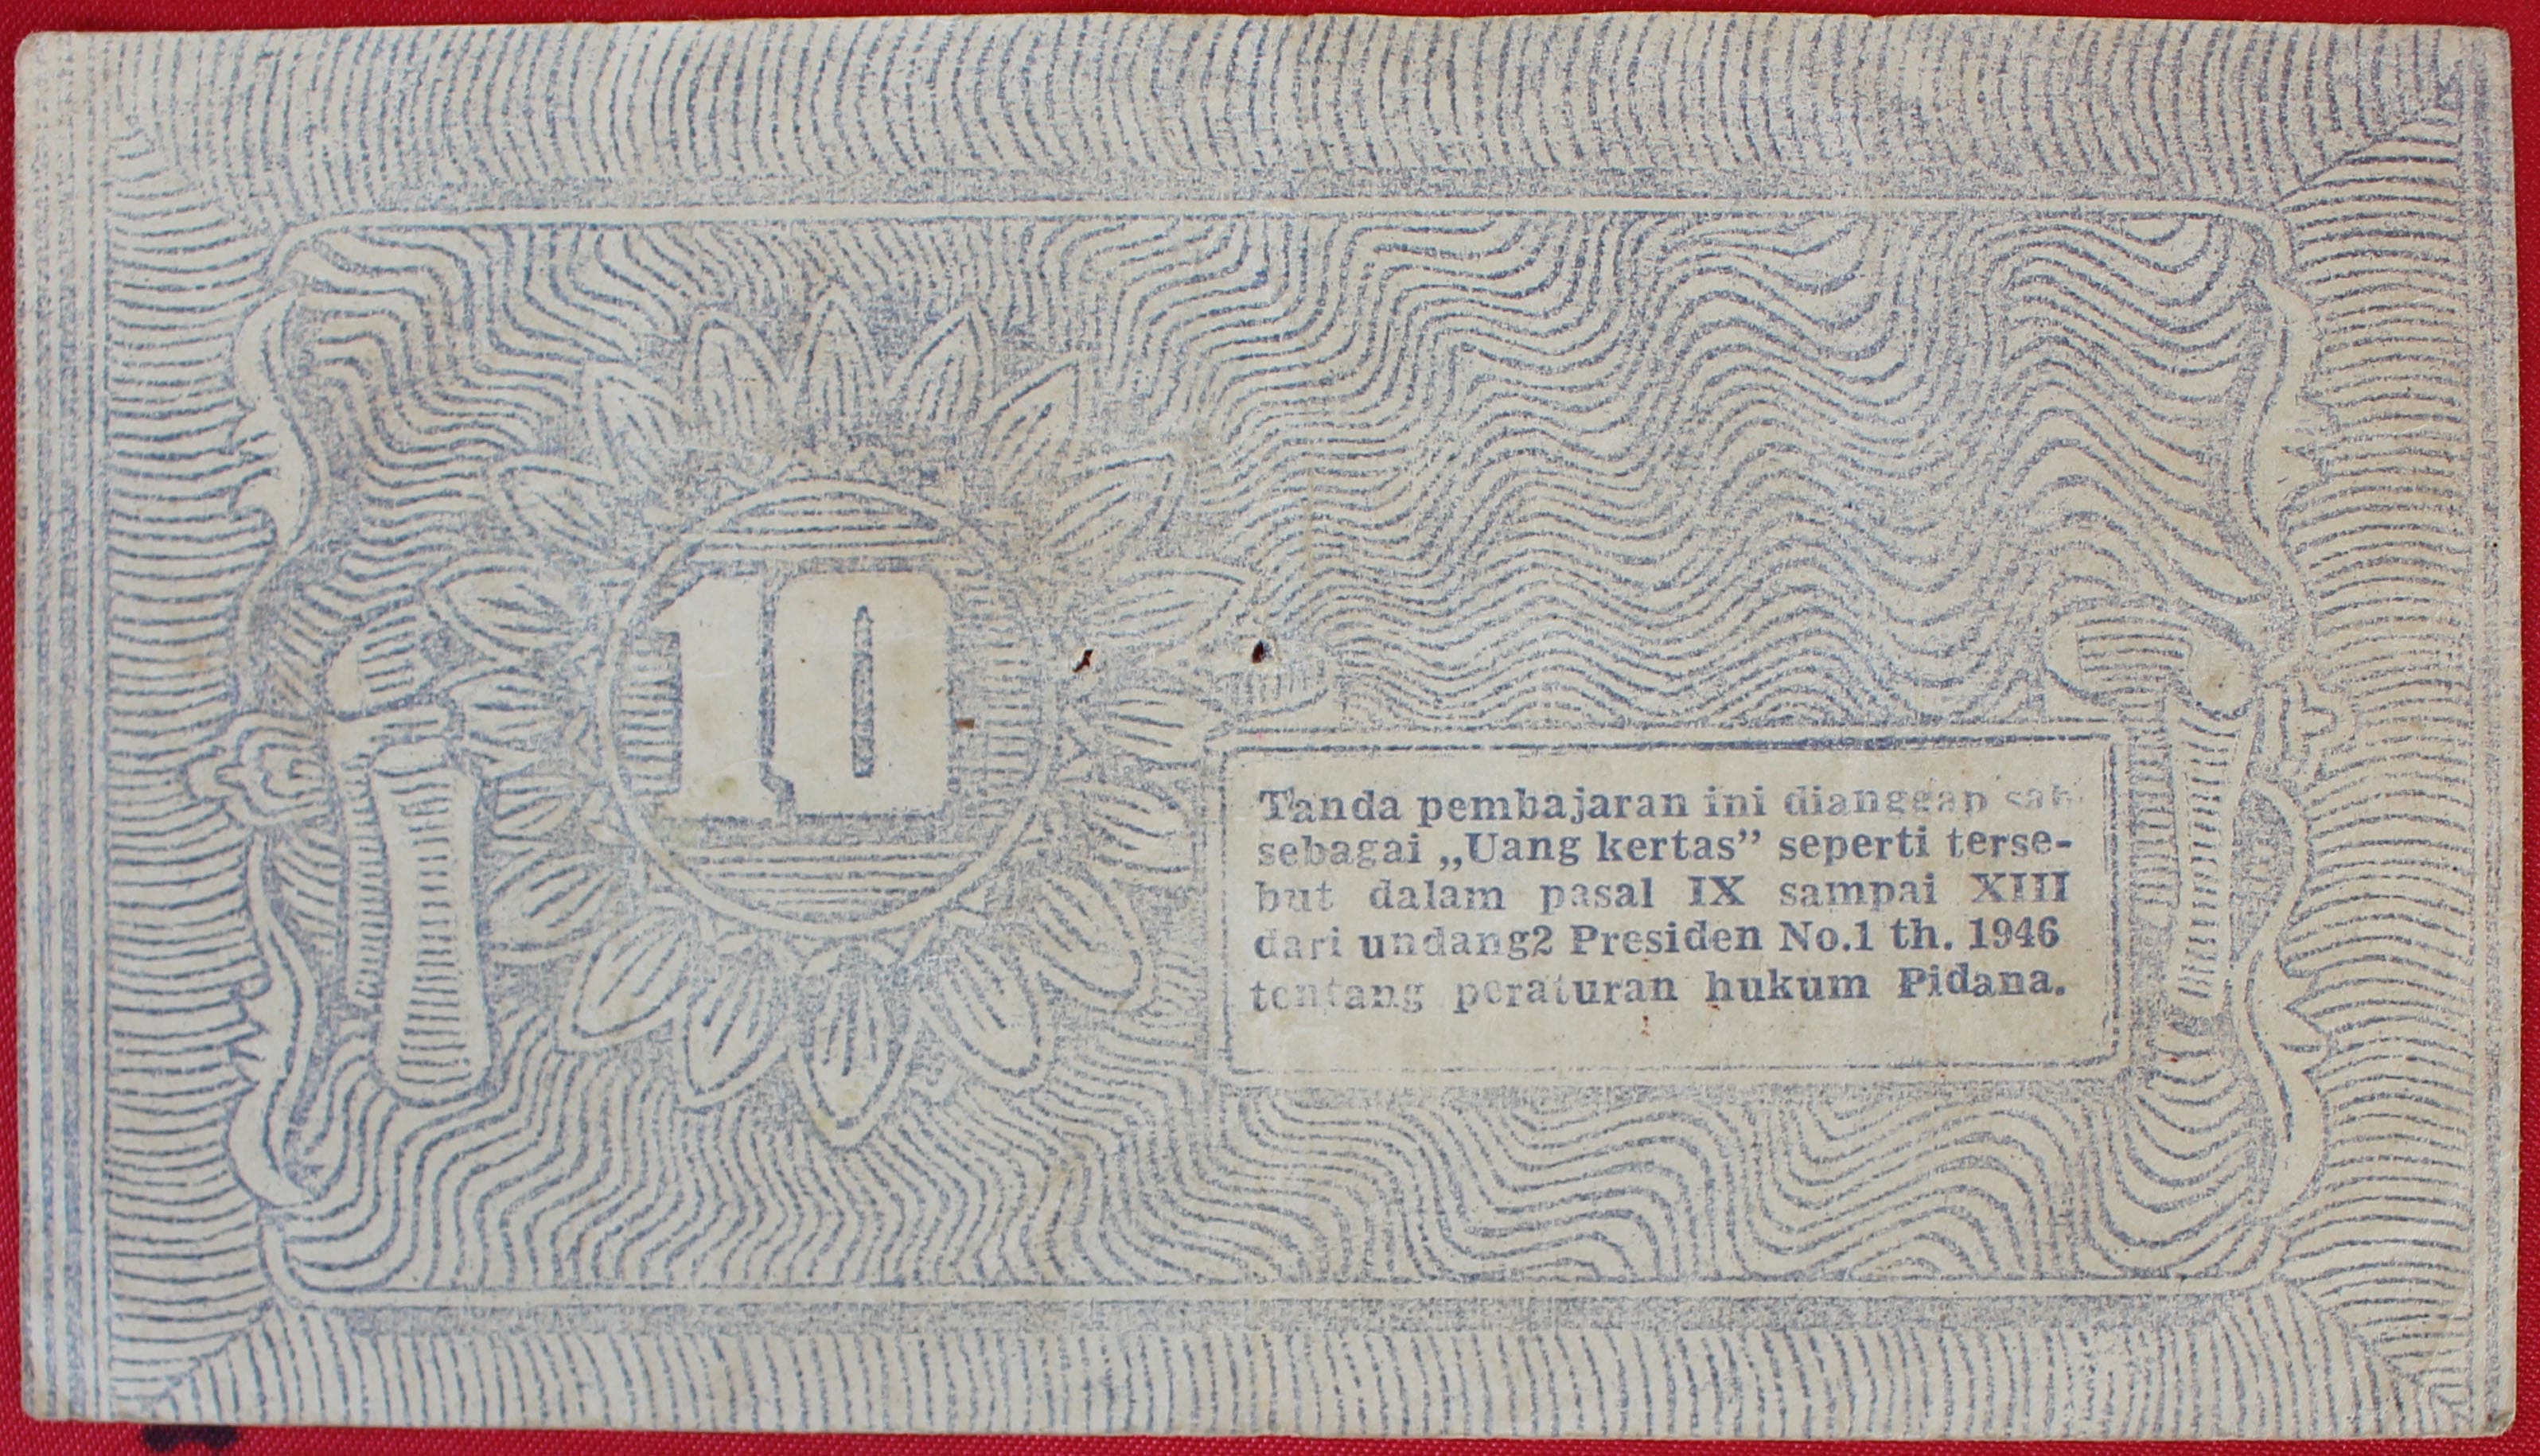 10
Tanda pembajaran ini dianggap sah
sebagai „Uang kertas” seperti terse-
but dalam pasal IX sampai XIII
dari undang2 Presiden No.1 th. 1946
tentang peraturan hukum Pidana.